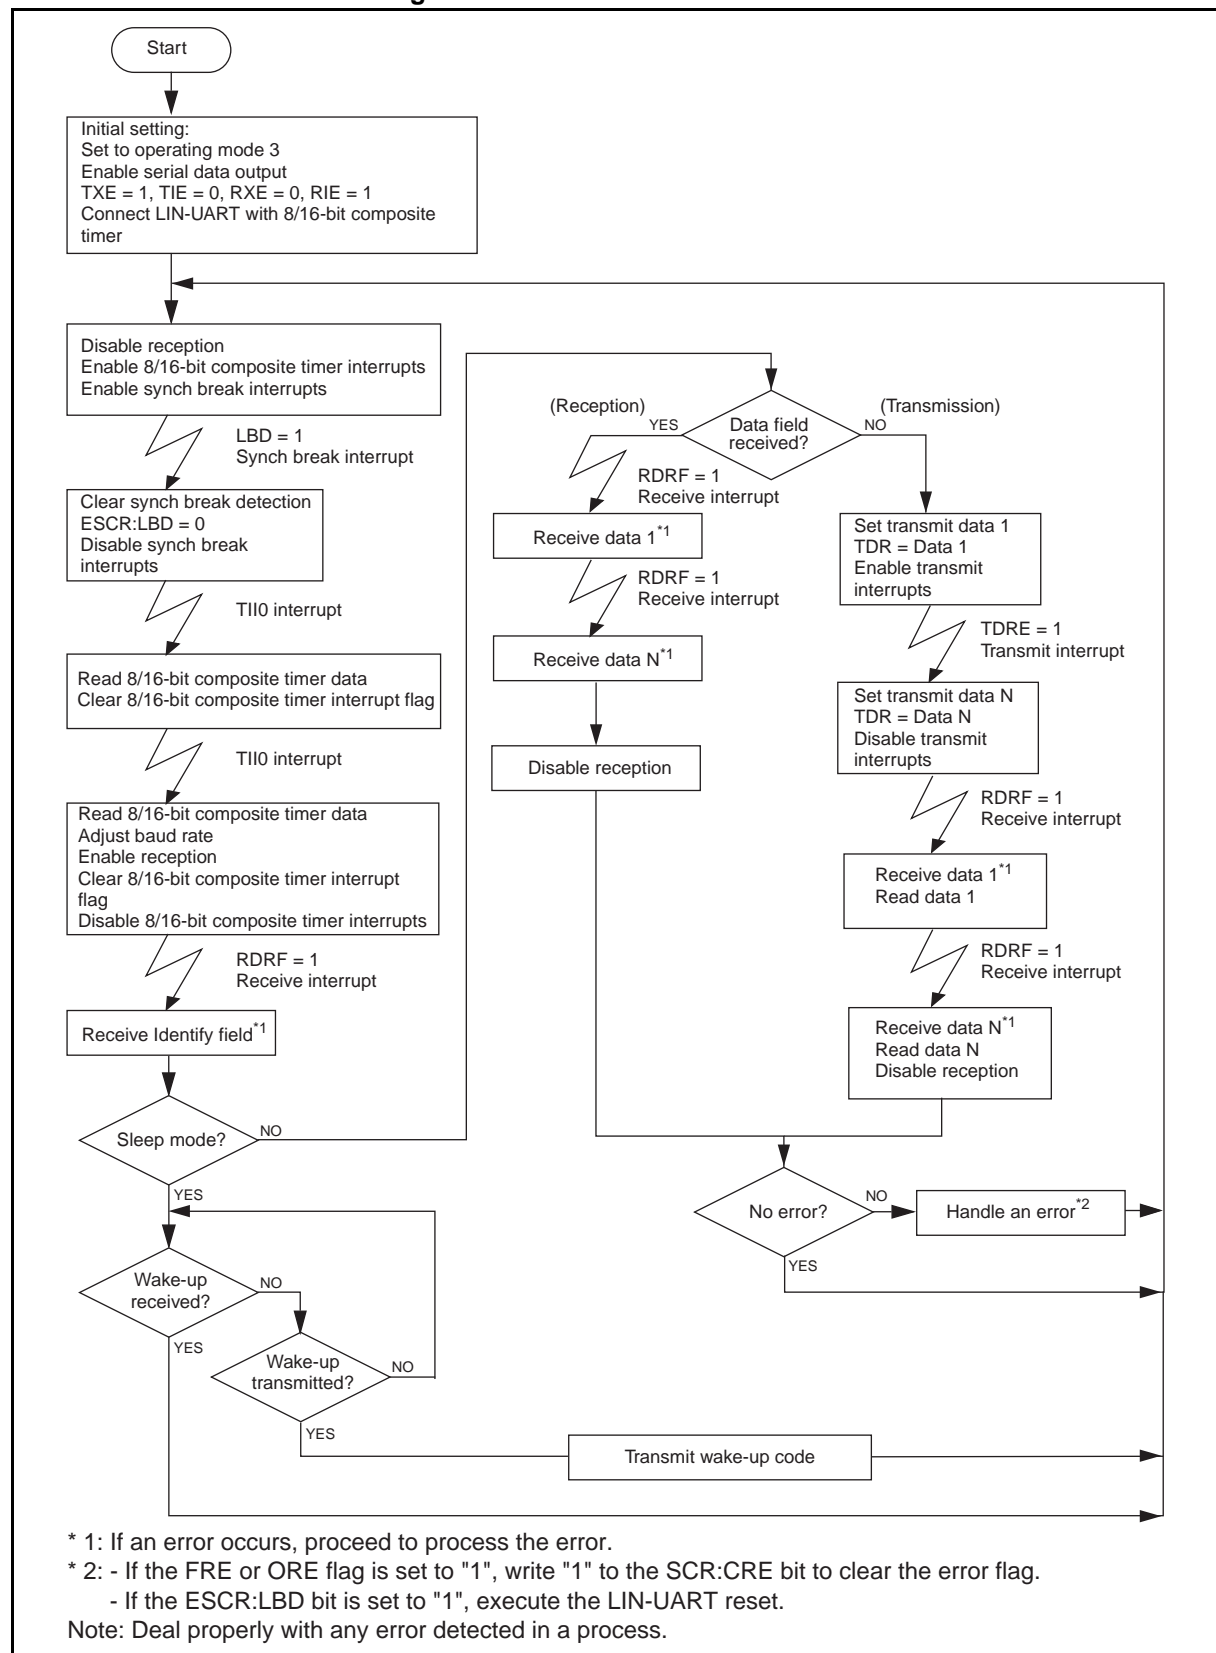 Start
Initial setting:
Set to operating mode 3
Enable serial data output
TXE = 1, TIE = 0, RXE = 0, RIE = 1
Connect LIN-UART with 8/16-bit composite
timer
Disable reception
Enable 8/16-bit composite timer interrupts
Enable synch break interrupts
LBD = 1
Synch break interrupt
Clear synch break detection
ESCR:LBD = 0
Disable synch break
interrupts
TII0 interrupt
Read 8/16-bit composite timer data
Clear 8/16-bit composite timer interrupt flag
TII0 interrupt
Read 8/16-bit composite timer data
Adjust baud rate
Enable reception
Clear 8/16-bit composite timer interrupt
flag
Disable 8/16-bit composite timer interrupts
RDRF = 1
Receive interrupt
Receive Identify field*1
Sleep mode?
NO
YES
Wake-up
received?
NO
YES
Wake-up
transmitted?
NO
YES
Transmit wake-up code
Data field
received?
(Reception)
YES
(Transmission)
NO
RDRF = 1
Receive interrupt
Receive data 1*1
RDRF = 1
Receive interrupt
Receive data N*1
Disable reception
Set transmit data 1
TDR = Data 1
Enable transmit
interrupts
TDRE = 1
Transmit interrupt
Set transmit data N
TDR = Data N
Disable transmit
interrupts
RDRF = 1
Receive interrupt
Receive data 1*1
Read data 1
RDRF = 1
Receive interrupt
Receive data N*1
Read data N
Disable reception
No error?
NO
Handle an error*2
YES
* 1: If an error occurs, proceed to process the error.
* 2: - If the FRE or ORE flag is set to "1", write "1" to the SCR:CRE bit to clear the error flag.
- If the ESCR:LBD bit is set to "1", execute the LIN-UART reset.
Note: Deal properly with any error detected in a process.